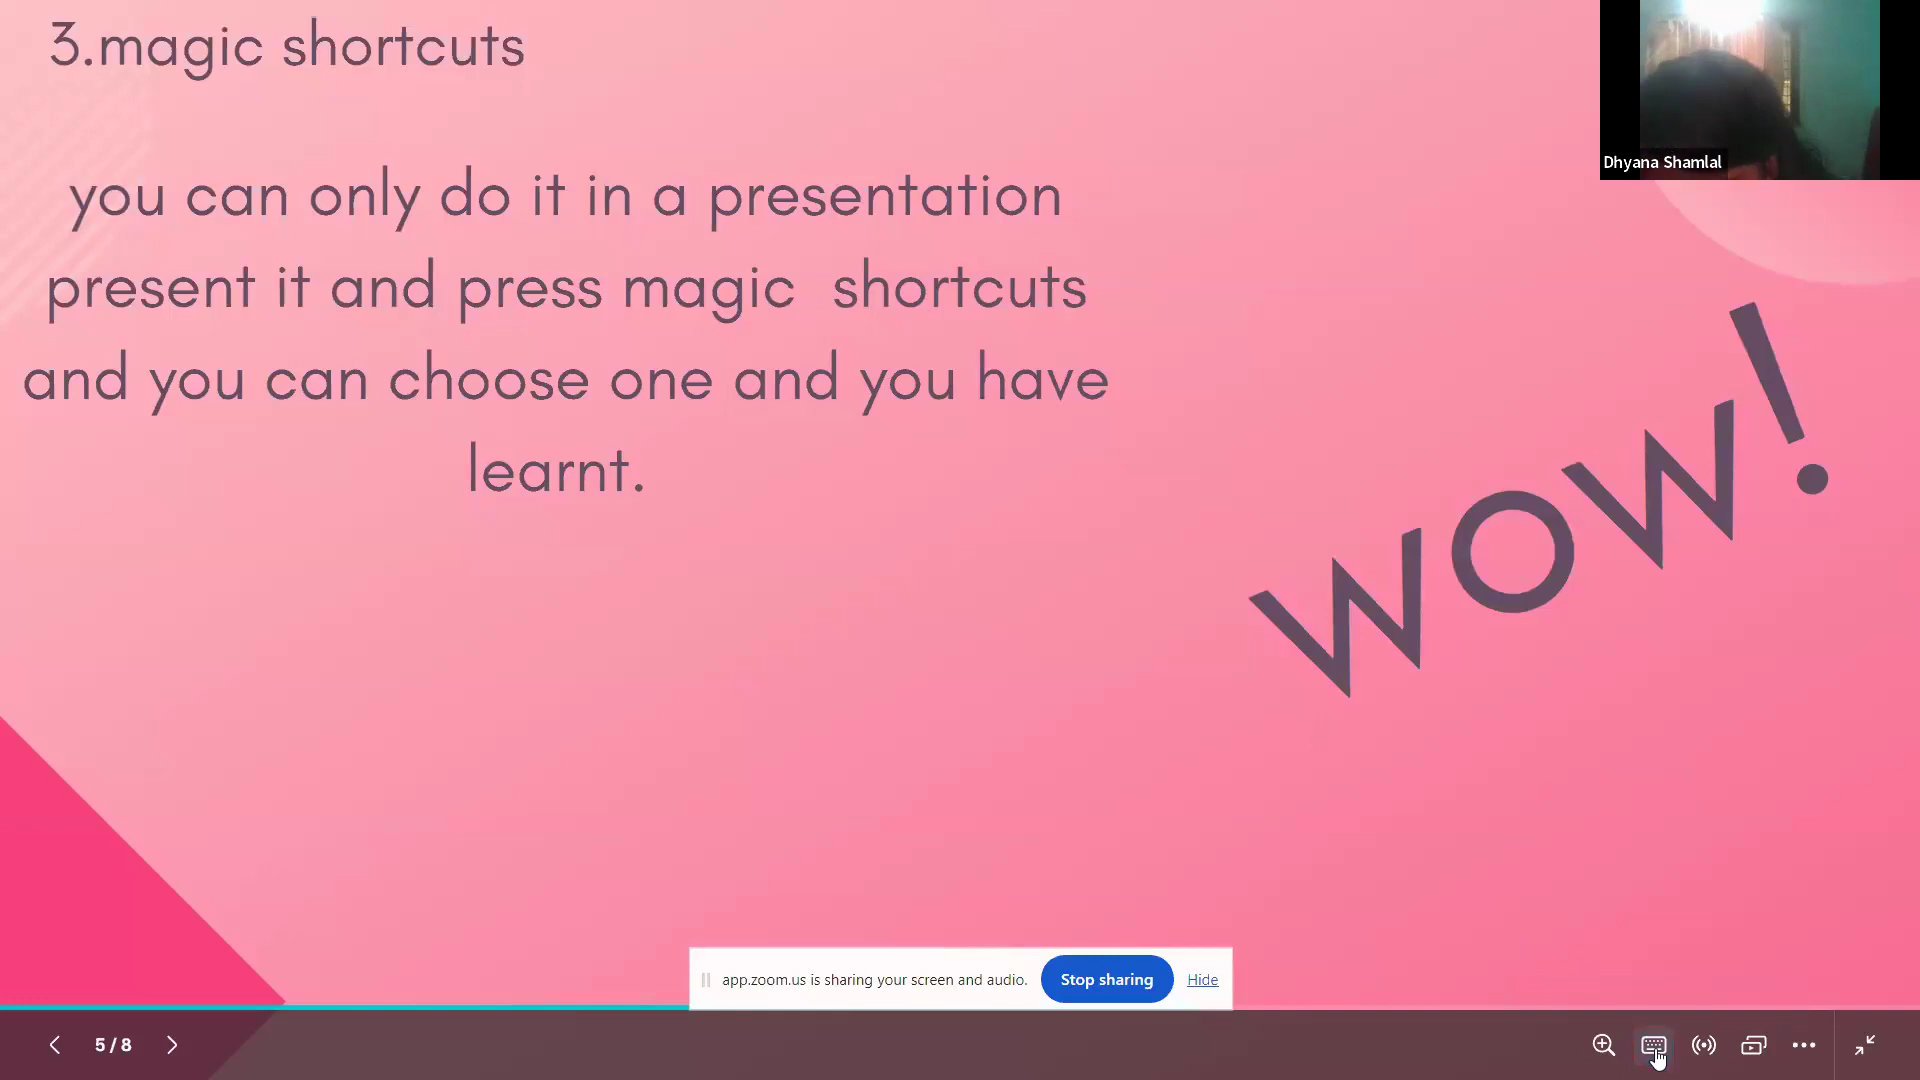 3.magic shortcuts
Dhyana Shamlal
you can only do it in a presentation
present it and press magic  shortcuts
and you can choose one and you have
learnt.
WOW!
app.zoom.us is sharing your screen and audio.
Stop sharing
Hide
5 / 8